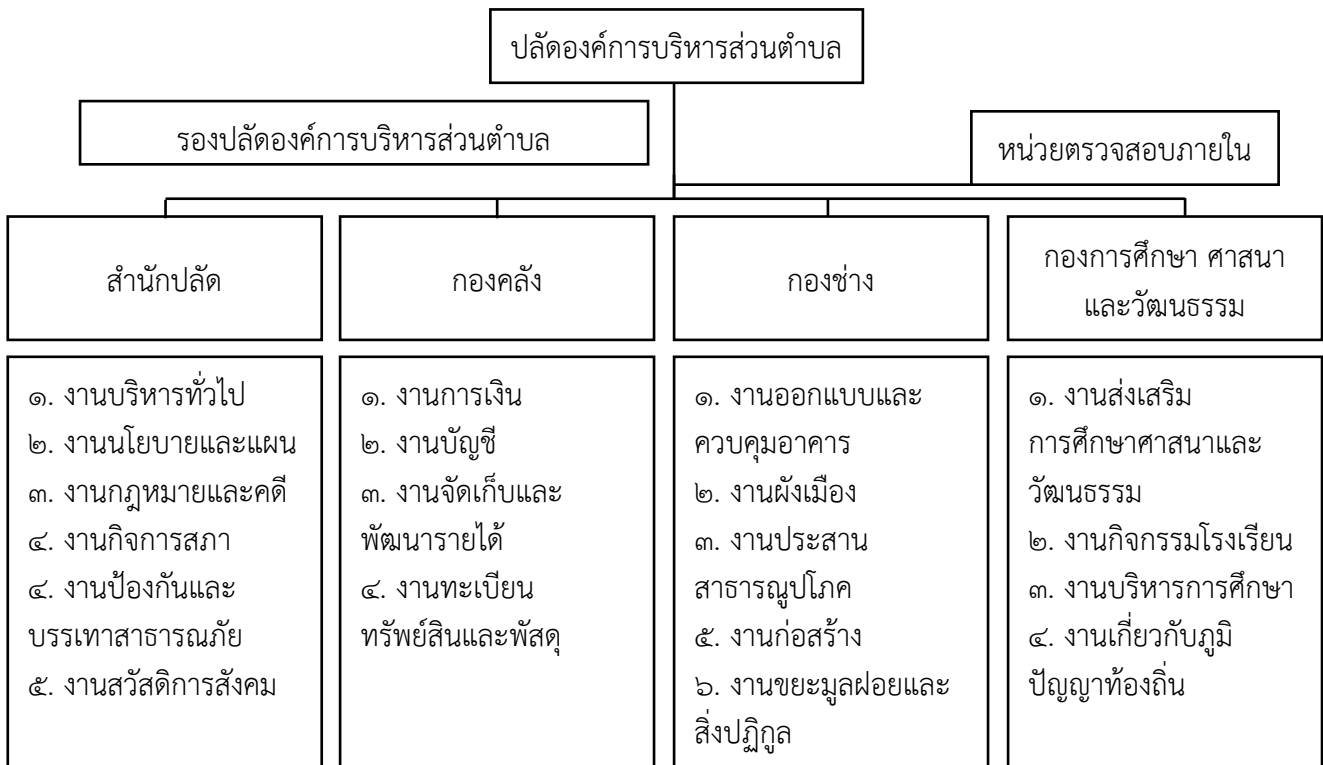 ปลัดองค์การบริหารส่วนตำบล
รองปลัดองค์การบริหารส่วนตำบล
หน่วยตรวจสอบภายใน
สำนักปลัด
กองคลัง
กองช่าง
กองการศึกษา ศาสนา
และวัฒนธรรม
๑. งานบริหารทั่วไป
๒. งานนโยบายและแผน
๓. งานกฎหมายและคดี
๔. งานกิจการสภา
๔. งานป้องกันและ
บรรเทาสาธารณภัย
๕. งานสวัสดิการสังคม
๑. งานการเงิน
๒. งานบัญชี
๓. งานจัดเก็บและ
พัฒนารายได้
๔. งานทะเบียน
ทรัพย์สินและพัสดุ
๑. งานออกแบบและ
ควบคุมอาคาร
๒. งานผังเมือง
๓. งานประสาน
สาธารณูปโภค
๕. งานก่อสร้าง
๖. งานขยะมูลฝอยและ
สิ่งปฏิกูล
๑. งานส่งเสริม
การศึกษาศาสนาและ
วัฒนธรรม
๒. งานกิจกรรมโรงเรียน
๓. งานบริหารการศึกษา
๔. งานเกี่ยวกับภูมิ
ปัญญาท้องถิ่น